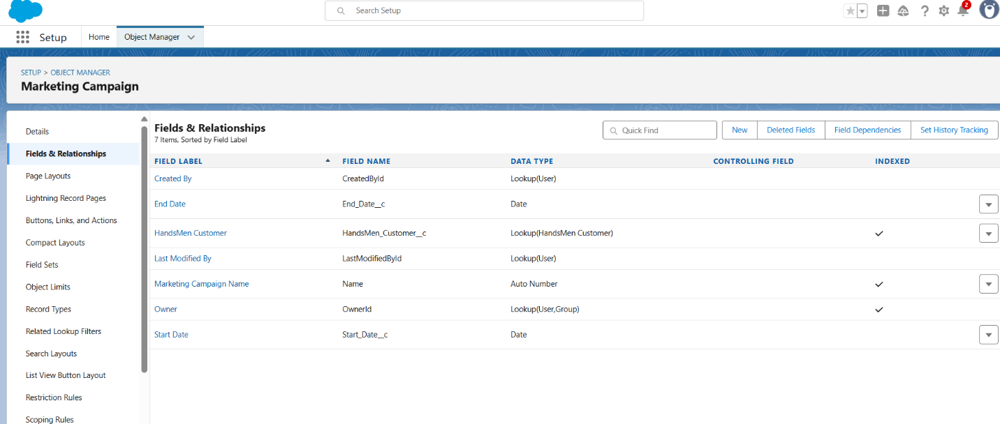 Search Setup
2
Setup
Home
Object Manager
SETUP > OBJECT MANAGER
Marketing Campaign
Details
Fields & Relationships
Page Layouts
Lightning Record Pages
Buttons, Links, and Actions
Compact Layouts
Field Sets
Object Limits
Record Types
Related Lookup Filters
Search Layouts
List View Button Layout
Restriction Rules
Scoping Rules
Fields & Relationships
7 Items, Sorted by Field Label
Quick Find
New
Deleted Fields
Field Dependencies
Set History Tracking
FIELD LABEL FIELD NAME DATA TYPE CONTROLLING FIELD INDEXED
Created By CreatedById Lookup(User)
End Date End_Date__c Date
HandsMen Customer HandsMen_Customer__c Lookup(HandsMen Customer)
Last Modified By LastModifiedById Lookup(User)
Marketing Campaign Name Name Auto Number
Owner OwnerId Lookup(User,Group)
Start Date Start_Date__c Date